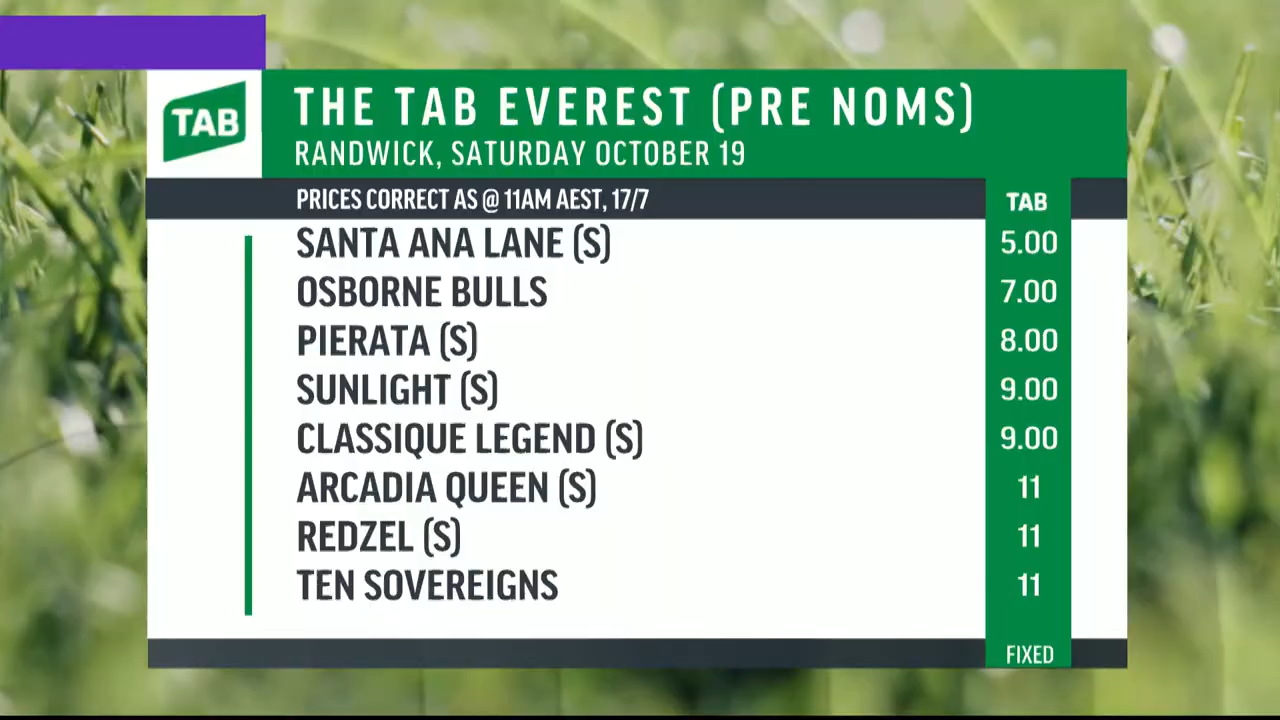 TAB
THE TAB EVEREST (PRE NOMS)
RANDWICK, SATURDAY OCTOBER 19
PRICES CORRECT AS @ 11AM AEST, 17/7 TAB
SANTA ANA LANE (S) 5.00
OSBORNE BULLS 7.00
PIERATA (S) 8.00
SUNLIGHT (S) 9.00
CLASSIQUE LEGEND (S) 9.00
ARCADIA QUEEN (S) 11
REDZEL (S) 11
TEN SOVEREIGNS 11
FIXED